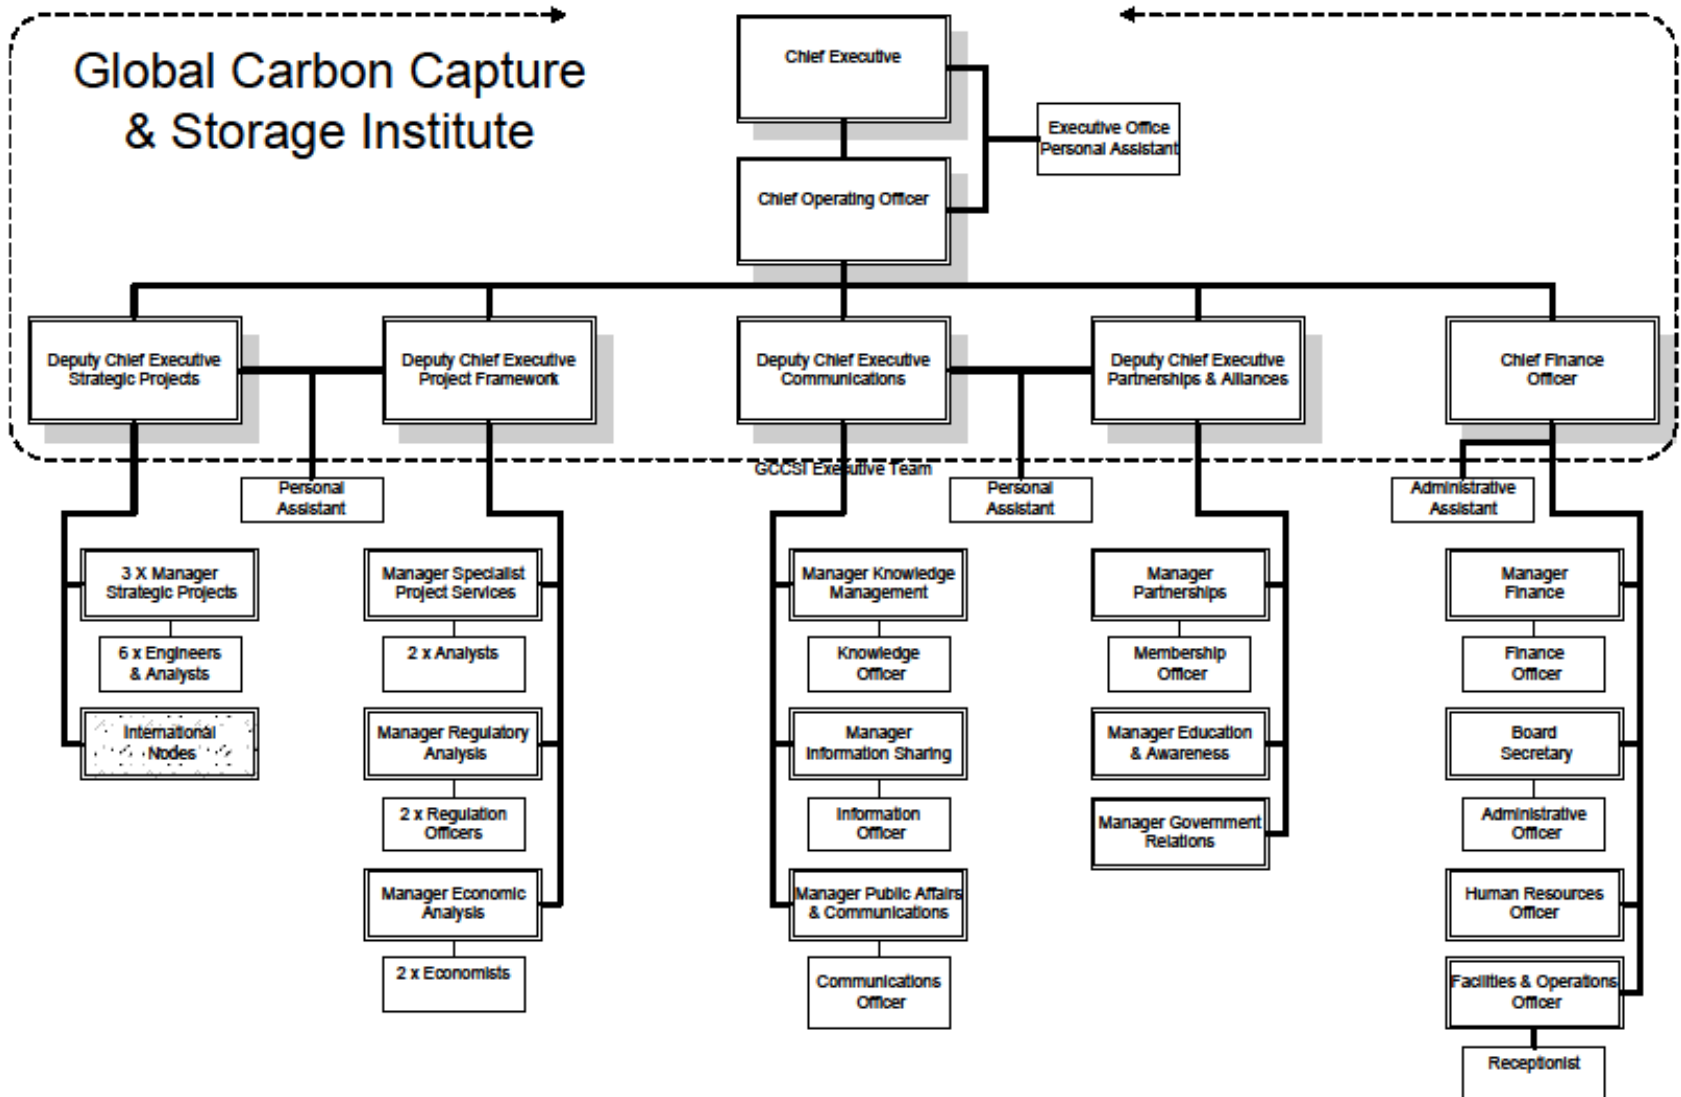 Global Carbon Capture
& Storage Institute
Chief Executive
Executive Office
Personal Assistant
Chief Operating Officer
Deputy Chief Executive
Strategic Projects
Deputy Chief Executive
Project Framework
Deputy Chief Executive
Communications
Deputy Chief Executive
Partnerships & Alliances
Chief Finance
Officer
GCCSI Executive Team
Personal
Assistant
Personal
Assistant
Administrative
Assistant
3 X Manager
Strategic Projects
Manager Specialist
Project Services
Manager Knowledge
Management
Manager
Partnerships
Manager
Finance
6 x Engineers
& Analysts
2 x Analysts
Knowledge
Officer
Membership
Officer
Finance
Officer
International
Nodes
Manager Regulatory
Analysis
Manager
Information Sharing
Manager Education
& Awareness
Board
Secretary
2 x Regulation
Officers
Information
Officer
Manager Government
Relations
Administrative
Officer
Manager Economic
Analysis
Manager Public Affairs
& Communications
Human Resources
Officer
2 x Economists
Communications
Officer
Facilities & Operations
Officer
Receptionist